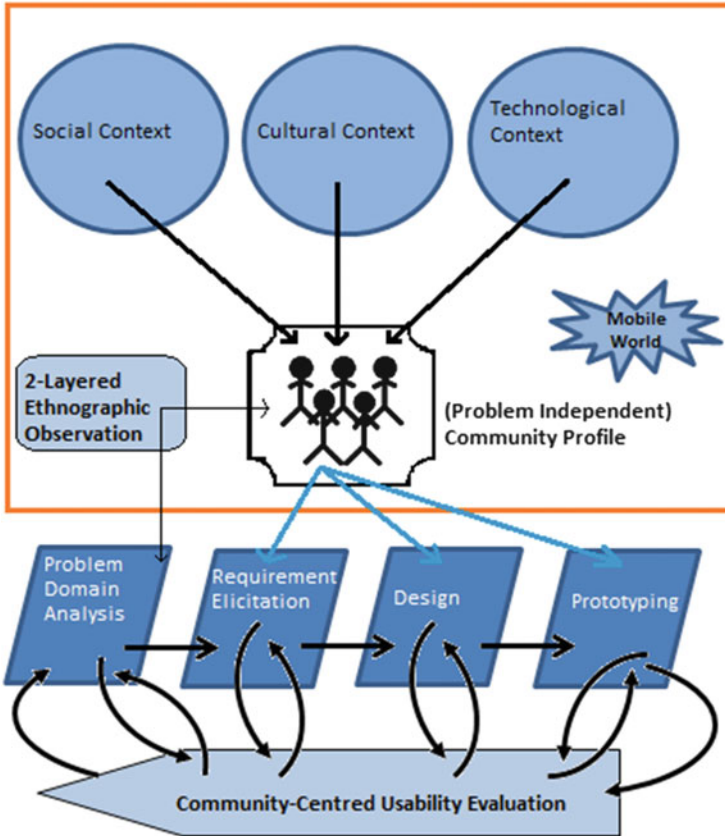 Social Context
Cultural Context
Technological
Context
Mobile
World
2-Layered
Ethnographic
Observation
(Problem Independent)
Community Profile
Problem
Domain
Analysis
Requirement
Elicitation
Design
Prototyping
Community-Centred Usability Evaluation